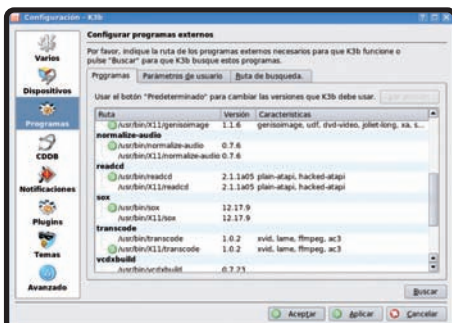 Configuración - K3b
Varios
Dispositivos
Programas
CDDB
Notificaciones
Plugins
Temas
Avanzado
Configurar programas externos
Por favor, indique la ruta de los programas externos necesarios para que K3b funcione o
pulse "Buscar" para que K3b busque estos programas.
Programas Parámetros de usuario Ruta de busqueda.
Usar el botón "Predeterminado" para cambiar las versiones que K3b debe usar.
Ruta Versión Características
/usr/bin/X11/genisoimage 1.1.6 genisoimage, udf, dvd-video, joliet-long, xa, s...
normalize-audio
/usr/bin/normalize-audio 0.7.6
/usr/bin/X11/normalize-audio 0.7.6
readcd
/usr/bin/readcd 2.1.1a05 plain-atapi, hacked-atapi
/usr/bin/X11/readcd 2.1.1a05 plain-atapi, hacked-atapi
sox
/usr/bin/sox 12.17.9
/usr/bin/X11/sox 12.17.9
transcode
/usr/bin/transcode 1.0.2 xvid, lame, ffmpeg, ac3
/usr/bin/X11/transcode 1.0.2 xvid, lame, ffmpeg, ac3
vcdxbuild
/usr/bin/vcdxbuild 0.7.23
Buscar
Aceptar Aplicar Cancelar